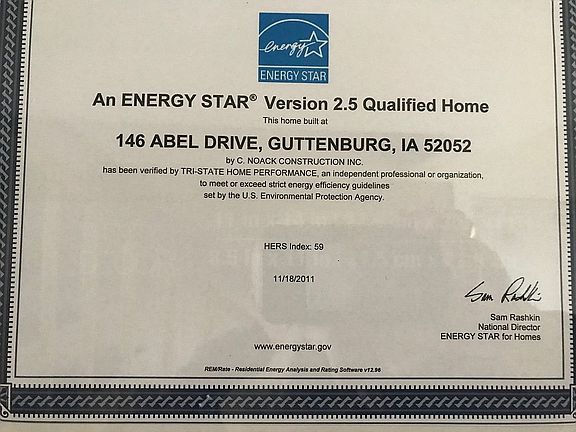 energy
ENERGY STAR
An ENERGY STAR® Version 2.5 Qualified Home
This home built at
146 ABEL DRIVE, GUTTENBURG, IA 52052
by C. NOACK CONSTRUCTION INC.
has been verified by TRI-STATE HOME PERFORMANCE, an independent professional or organization,
to meet or exceed strict energy efficiency guidelines
set by the U.S. Environmental Protection Agency.
HERS Index: 59
11/18/2011
Sam Rashkin
Sam Rashkin
National Director
ENERGY STAR for Homes
www.energystar.gov
REM/Rate - Residential Energy Analysis and Rating Software v12.96